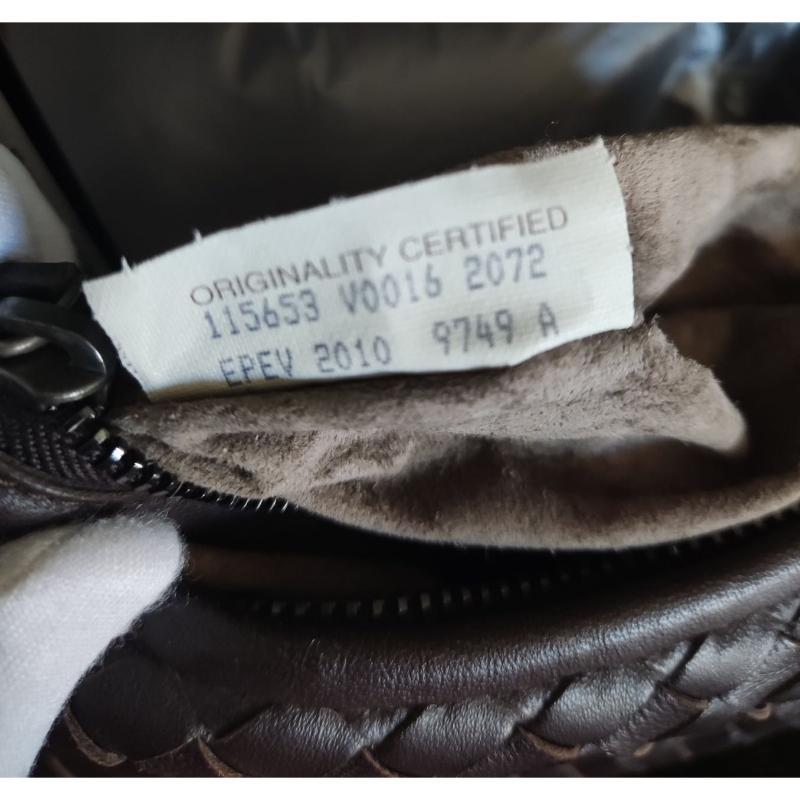 ORIGINALITY CERTIFIED
115653 V0016 2072
EPEV 2010 9749 A